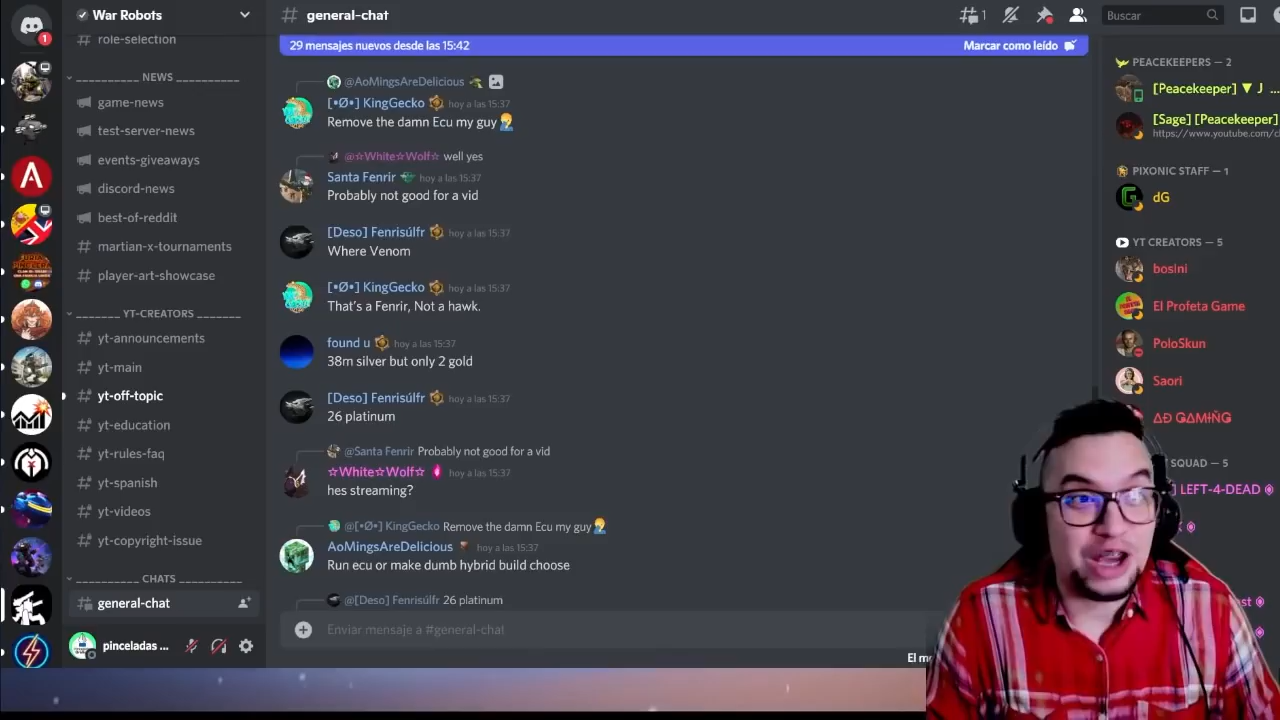 War Robots
general-chat
1
Buscar
1
role-selection
29 mensajes nuevos desde las 15:42
Marcar como leído
NEWS
game-news
test-server-news
events-giveaways
discord-news
best-of-reddit
martian-x-tournaments
player-art-showcase
YT-CREATORS
yt-announcements
yt-main
yt-off-topic
yt-education
yt-rules-faq
yt-spanish
yt-videos
yt-copyright-issue
CHATS
general-chat
pinceladas ...
@AoMingsAreDelicious
[•Ø•] KingGecko hoy a las 15:37
Remove the damn Ecu my guy🤦‍♂️
@☆White☆Wolf☆ well yes
Santa Fenrir hoy a las 15:37
Probably not good for a vid
[Deso] Fenrisúlfr hoy a las 15:37
Where Venom
[•Ø•] KingGecko hoy a las 15:37
That's a Fenrir, Not a hawk.
found u hoy a las 15:37
38m silver but only 2 gold
[Deso] Fenrisúlfr hoy a las 15:37
26 platinum
@Santa Fenrir Probably not good for a vid
☆White☆Wolf☆ hoy a las 15:37
hes streaming?
@[•Ø•] KingGecko Remove the damn Ecu my guy🤦‍♂️
AoMingsAreDelicious hoy a las 15:37
Run ecu or make dumb hybrid build choose
@[Deso] Fenrisúlfr 26 platinum
Enviar mensaje a #general-chat
PEACEKEEPERS — 2
[Peacekeeper] ▼ J ...
[Sage] [Peacekeeper]
https://www.youtube.com/c
PIXONIC STAFF — 1
dG
YT CREATORS — 5
bosini
El Profeta Game
PoloSkun
Saori
ΔĐ GΔMIŇG
SQUAD — 5
] LEFT-4-DEAD